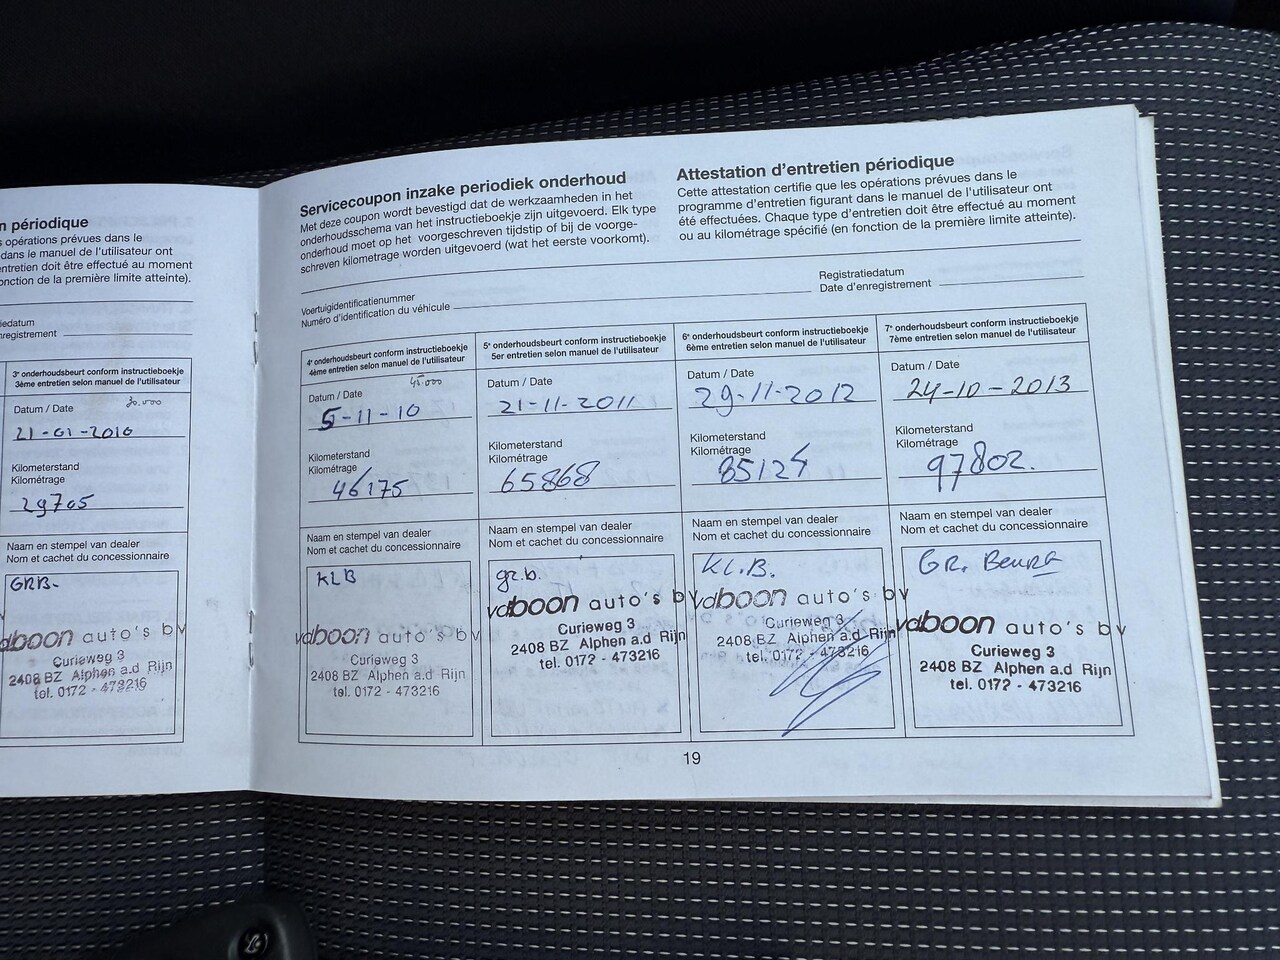 n périodique
s opérations prévues dans le
dans le manuel de l'utilisateur ont
entretien doit être effectué au moment
onction de la première limite atteinte).
iedatum
nregistrement
3e onderhoudsbeurt conform instructieboekje
3ème entretien selon manuel de l'utilisateur
Datum / Date 30.000
21-01-2010
Kilometerstand
Kilométrage
29705
Naam en stempel van dealer
Nom et cachet du concessionnaire
GRB-
vdboon auto's bv
Curieweg 3
2408 BZ Alphen a.d Rijn
tel. 0172 - 473216
Servicecoupon inzake periodiek onderhoud
Met deze coupon wordt bevestigd dat de werkzaamheden in het
onderhoudsschema van het instructieboekje zijn uitgevoerd. Elk type
onderhoud moet op het voorgeschreven tijdstip of bij de voorge-
schreven kilometrage worden uitgevoerd (wat het eerste voorkomt).
Attestation d'entretien périodique
Cette attestation certifie que les opérations prévues dans le
programme d'entretien figurant dans le manuel de l'utilisateur ont
été effectuées. Chaque type d'entretien doit être effectué au moment
ou au kilométrage spécifié (en fonction de la première limite atteinte).
Voertuigidentificatienummer
Numéro d'identification du véhicule
Registratiedatum
Date d'enregistrement
4e onderhoudsbeurt conform instructieboekje
4ème entretien selon manuel de l'utilisateur
Datum / Date 45.000
5-11-10
Kilometerstand
Kilométrage
46175
Naam en stempel van dealer
Nom et cachet du concessionnaire
KLB
vdboon auto's bv
Curieweg 3
2408 BZ Alphen a.d Rijn
tel. 0172 - 473216
5e onderhoudsbeurt conform instructieboekje
5er entretien selon manuel de l'utilisateur
Datum / Date
21-11-2011
Kilometerstand
Kilométrage
65868
Naam en stempel van dealer
Nom et cachet du concessionnaire
gr.b.
vdboon auto's bv
Curieweg 3
2408 BZ Alphen a.d Rijn
tel. 0172 - 473216
6e onderhoudsbeurt conform instructieboekje
6ème entretien selon manuel de l'utilisateur
Datum / Date
29-11-2012
Kilometerstand
Kilométrage
85124
Naam en stempel van dealer
Nom et cachet du concessionnaire
KL.B.
vdboon auto's bv
Curieweg 3
2408 BZ Alphen a.d Rijn
tel. 0172 - 473216
7e onderhoudsbeurt conform instructieboekje
7ème entretien selon manuel de l'utilisateur
Datum / Date
24-10-2013
Kilometerstand
Kilométrage
97802.
Naam en stempel van dealer
Nom et cachet du concessionnaire
GR. Beurt
vdboon auto's bv
Curieweg 3
2408 BZ Alphen a.d Rijn
tel. 0172 - 473216
19